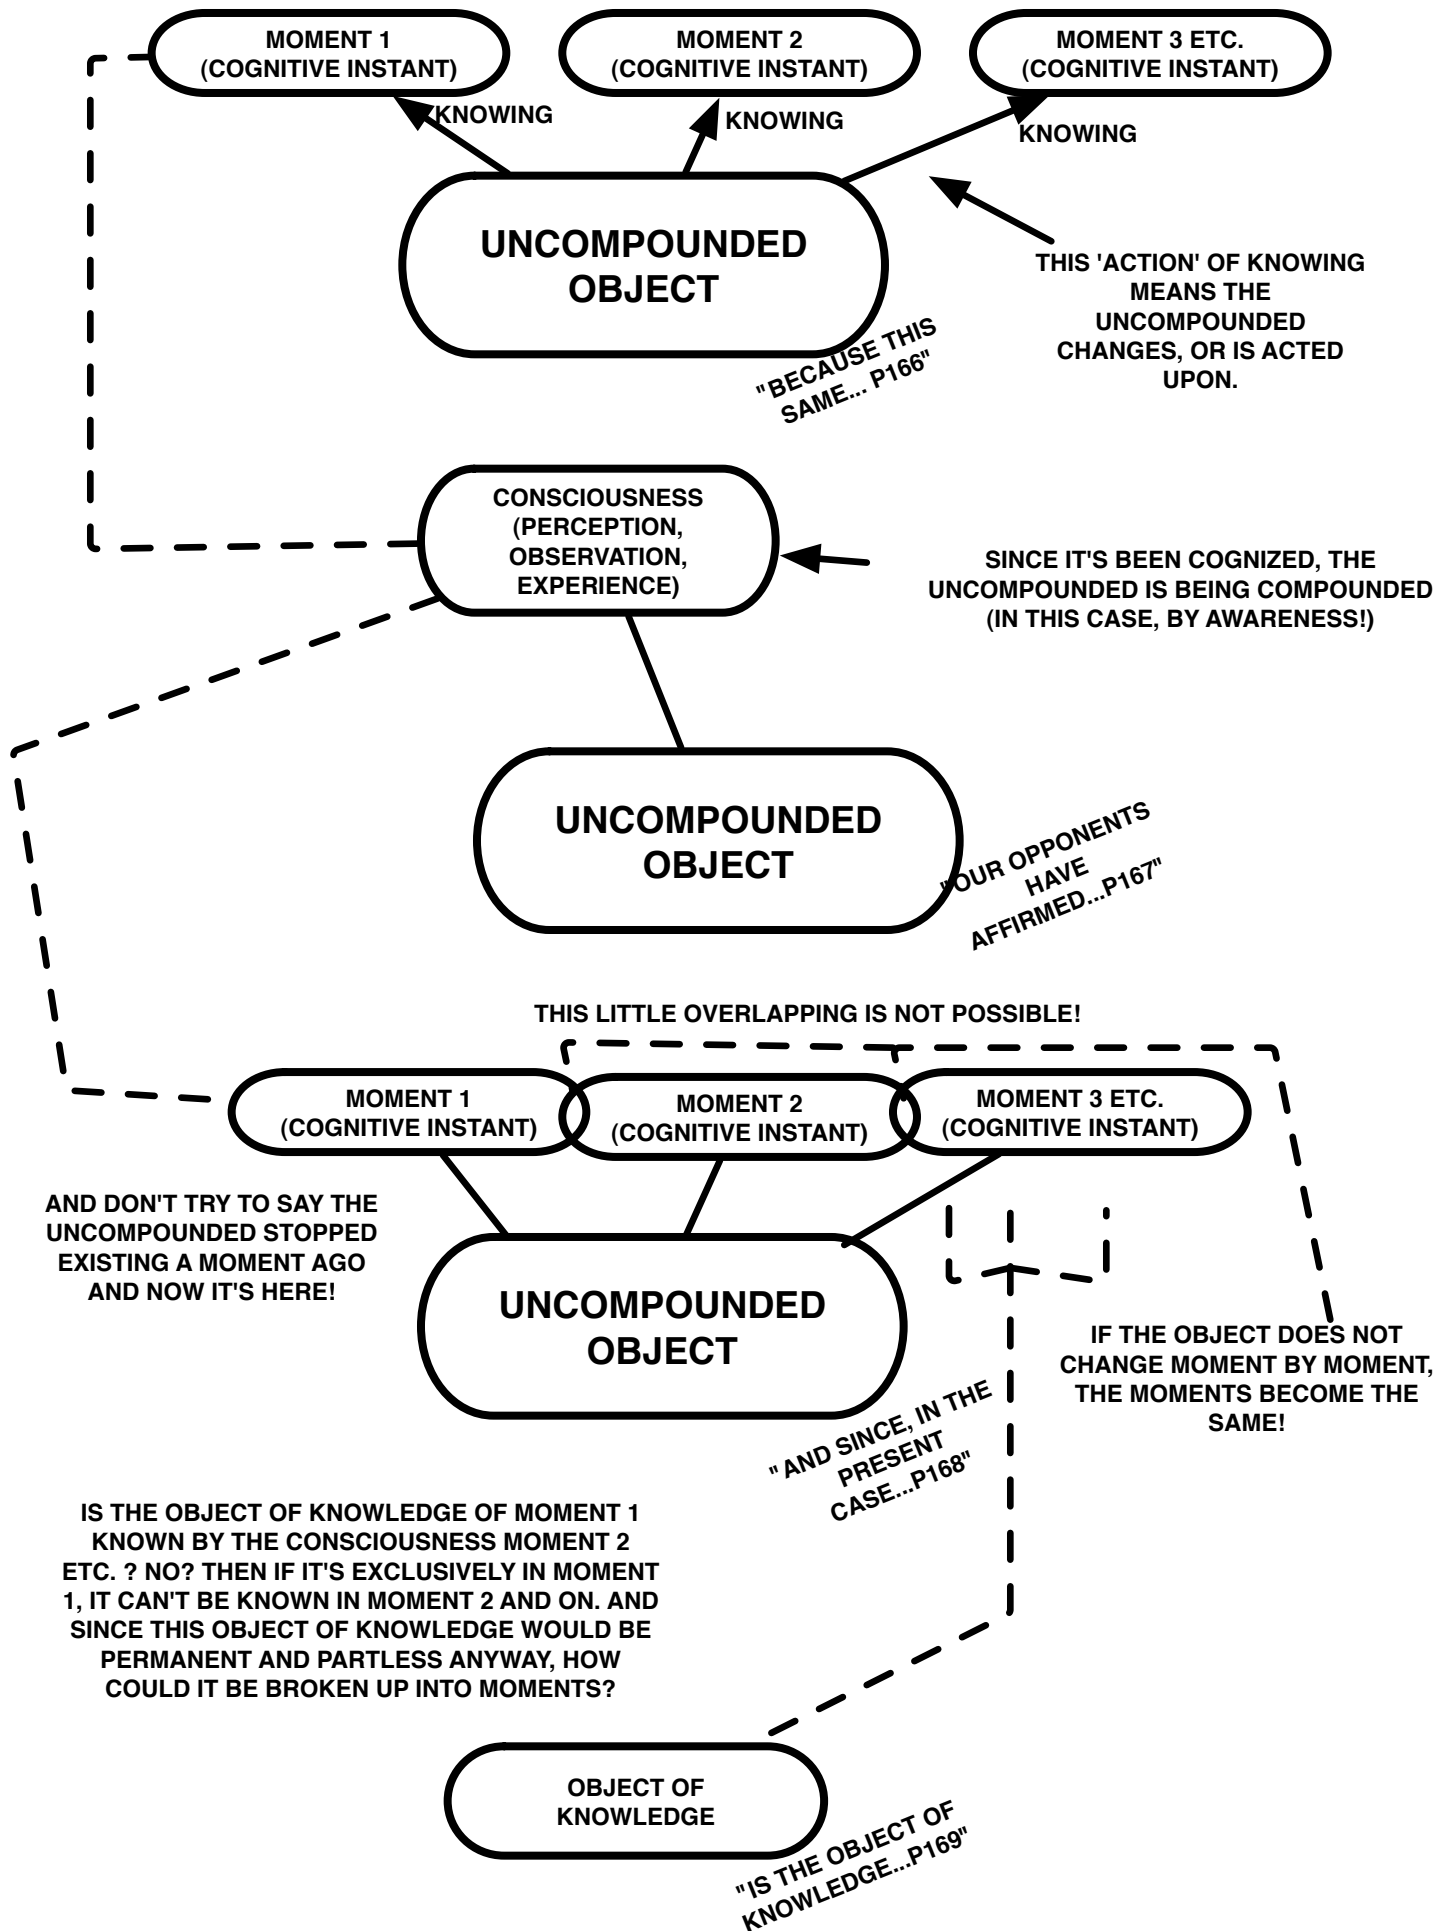 MOMENT 1
(COGNITIVE INSTANT)
MOMENT 2
(COGNITIVE INSTANT)
MOMENT 3 ETC.
(COGNITIVE INSTANT)
KNOWING
KNOWING
KNOWING
UNCOMPOUNDED
OBJECT
THIS 'ACTION' OF KNOWING
MEANS THE
UNCOMPOUNDED
CHANGES, OR IS ACTED
UPON.
"BECAUSE THIS
SAME... P166"
CONSCIOUSNESS
(PERCEPTION,
OBSERVATION,
EXPERIENCE)
SINCE IT'S BEEN COGNIZED, THE
UNCOMPOUNDED IS BEING COMPOUNDED
(IN THIS CASE, BY AWARENESS!)
UNCOMPOUNDED
OBJECT
"OUR OPPONENTS
HAVE
AFFIRMED...P167"
THIS LITTLE OVERLAPPING IS NOT POSSIBLE!
MOMENT 1
(COGNITIVE INSTANT)
MOMENT 2
(COGNITIVE INSTANT)
MOMENT 3 ETC.
(COGNITIVE INSTANT)
AND DON'T TRY TO SAY THE
UNCOMPOUNDED STOPPED
EXISTING A MOMENT AGO
AND NOW IT'S HERE!
UNCOMPOUNDED
OBJECT
IF THE OBJECT DOES NOT
CHANGE MOMENT BY MOMENT,
THE MOMENTS BECOME THE
SAME!
"AND SINCE, IN THE
PRESENT
CASE...P168"
IS THE OBJECT OF KNOWLEDGE OF MOMENT 1
KNOWN BY THE CONSCIOUSNESS MOMENT 2
ETC. ? NO? THEN IF IT'S EXCLUSIVELY IN MOMENT
1, IT CAN'T BE KNOWN IN MOMENT 2 AND ON. AND
SINCE THIS OBJECT OF KNOWLEDGE WOULD BE
PERMANENT AND PARTLESS ANYWAY, HOW
COULD IT BE BROKEN UP INTO MOMENTS?
OBJECT OF
KNOWLEDGE
"IS THE OBJECT OF
KNOWLEDGE...P169"